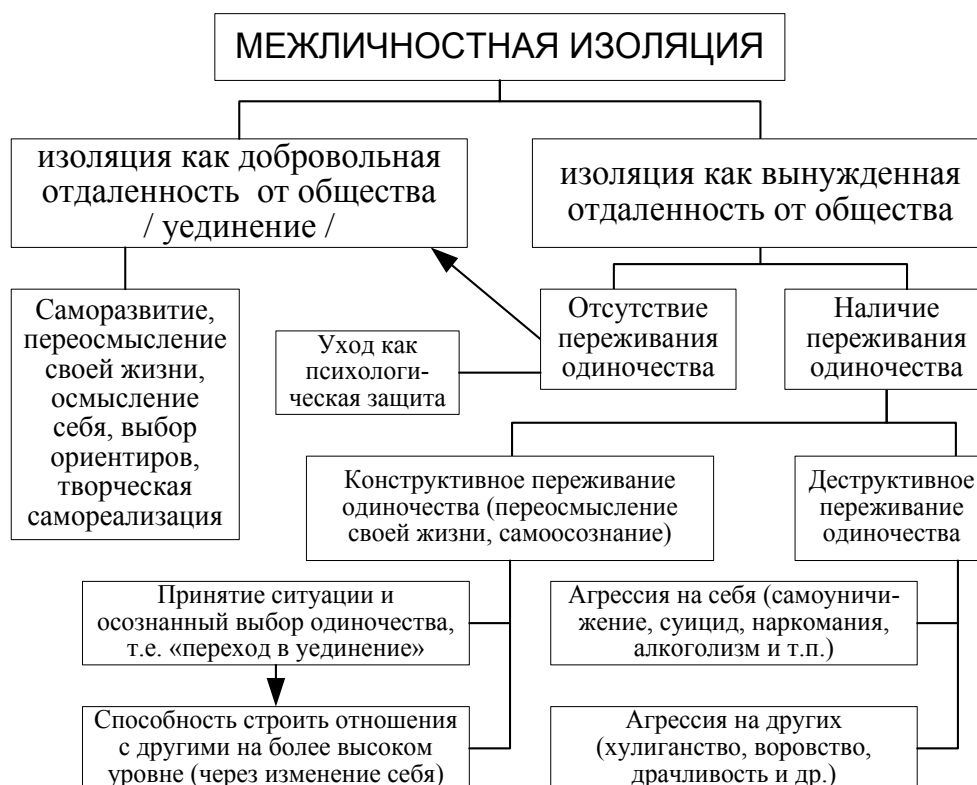 МЕЖЛИЧНОСТНАЯ ИЗОЛЯЦИЯ
изоляция как добровольная
отдаленность от общества
/ уединение /
изоляция как вынужденная
отдаленность от общества
Саморазвитие,
переосмысление
своей жизни,
осмысление
себя, выбор
ориентиров,
творческая
самореализация
Уход как
психологи-
ческая защита
Отсутствие
переживания
одиночества
Наличие
переживания
одиночества
Конструктивное переживание
одиночества (переосмысление
своей жизни, самоосознание)
Деструктивное
переживание
одиночества
Принятие ситуации и
осознанный выбор одиночества,
т.е. «переход в уединение»
Агрессия на себя (самоуничи-
жение, суицид, наркомания,
алкоголизм и т.п.)
Способность строить отношения
с другими на более высоком
уровне (через изменение себя)
Агрессия на других
(хулиганство, воровство,
драчливость и др.)